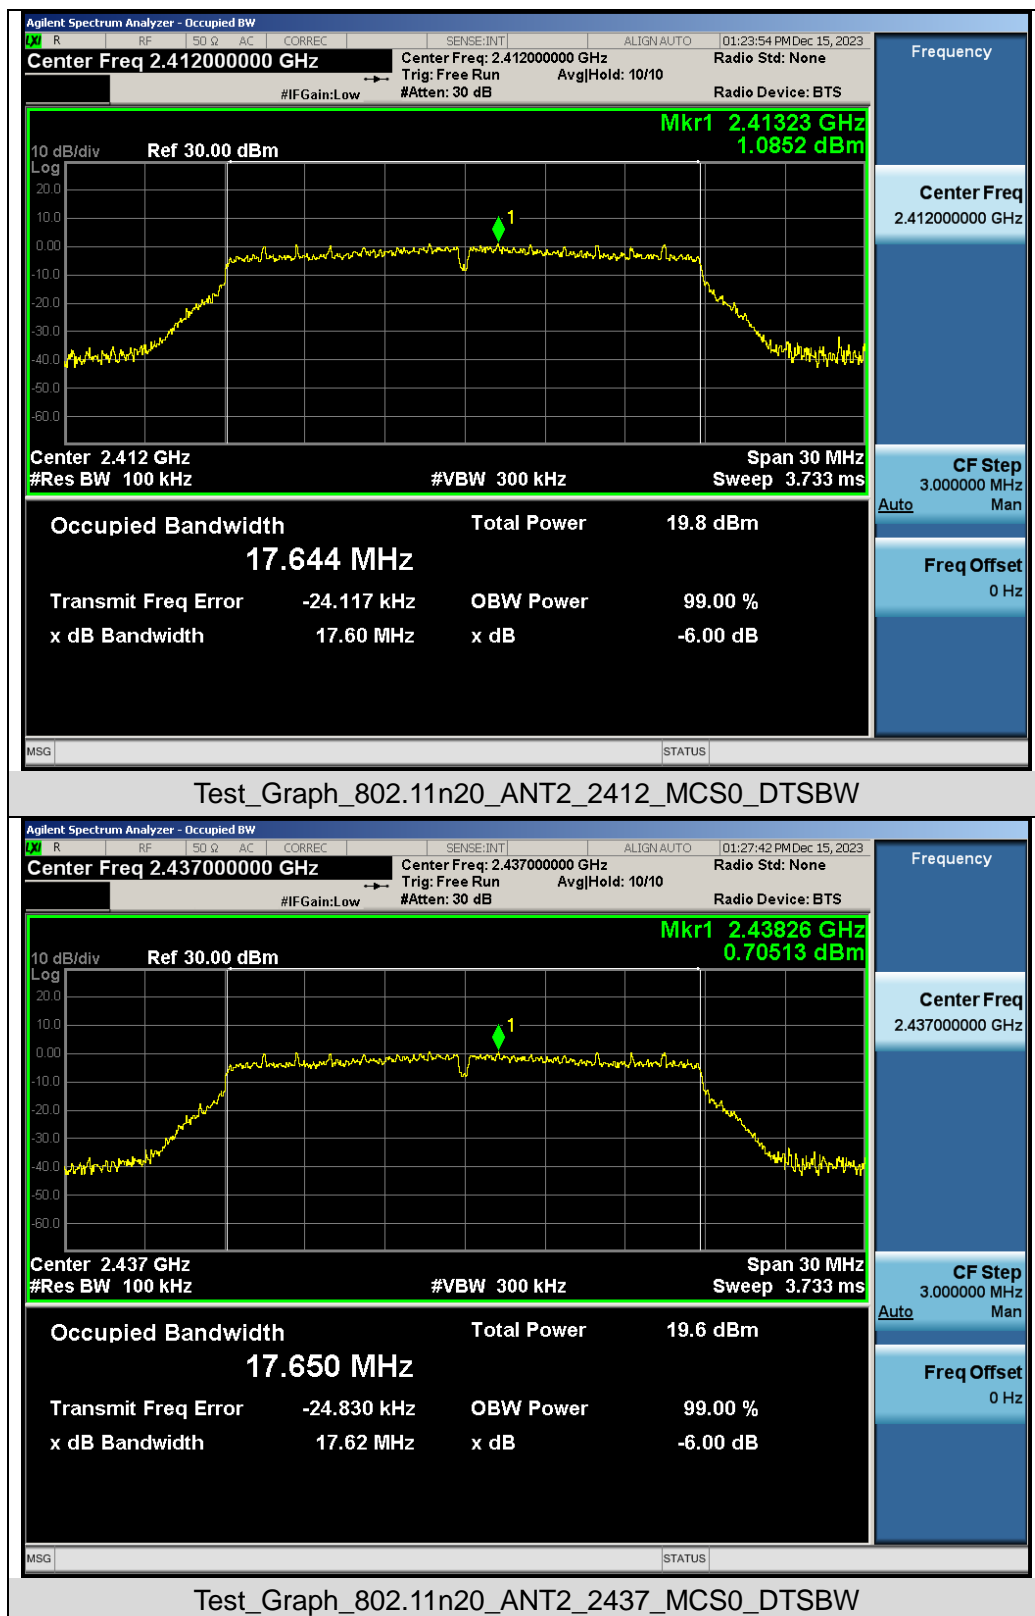 Agilent Spectrum Analyzer - Occupied BW
LXI R RF 50 Ω AC CORREC SENSE:INT ALIGN AUTO 01:23:54 PM Dec 15, 2023
Center Freq 2.412000000 GHz Center Freq: 2.412000000 GHz Radio Std: None Frequency
Trig: Free Run Avg|Hold: 10/10
#IFGain:Low #Atten: 30 dB Radio Device: BTS
Mkr1 2.41323 GHz
10 dB/div Ref 30.00 dBm 1.0852 dBm
Log
20.0
10.0
0.00
-10.0
-20.0
-30.0
-40.0
-50.0
-60.0
1
Center Freq
2.412000000 GHz
Center 2.412 GHz Span 30 MHz
#Res BW 100 kHz #VBW 300 kHz Sweep 3.733 ms
CF Step
3.000000 MHz
Auto Man
Occupied Bandwidth Total Power 19.8 dBm
17.644 MHz
Freq Offset
0 Hz
Transmit Freq Error -24.117 kHz OBW Power 99.00 %
x dB Bandwidth 17.60 MHz x dB -6.00 dB
MSG STATUS
Test_Graph_802.11n20_ANT2_2412_MCS0_DTSBW
Agilent Spectrum Analyzer - Occupied BW
LXI R RF 50 Ω AC CORREC SENSE:INT ALIGN AUTO 01:27:42 PM Dec 15, 2023
Center Freq 2.437000000 GHz Center Freq: 2.437000000 GHz Radio Std: None Frequency
Trig: Free Run Avg|Hold: 10/10
#IFGain:Low #Atten: 30 dB Radio Device: BTS
Mkr1 2.43826 GHz
10 dB/div Ref 30.00 dBm 0.70513 dBm
Log
20.0
10.0
0.00
-10.0
-20.0
-30.0
-40.0
-50.0
-60.0
1
Center Freq
2.437000000 GHz
Center 2.437 GHz Span 30 MHz
#Res BW 100 kHz #VBW 300 kHz Sweep 3.733 ms
CF Step
3.000000 MHz
Auto Man
Occupied Bandwidth Total Power 19.6 dBm
17.650 MHz
Freq Offset
0 Hz
Transmit Freq Error -24.830 kHz OBW Power 99.00 %
x dB Bandwidth 17.62 MHz x dB -6.00 dB
MSG STATUS
Test_Graph_802.11n20_ANT2_2437_MCS0_DTSBW